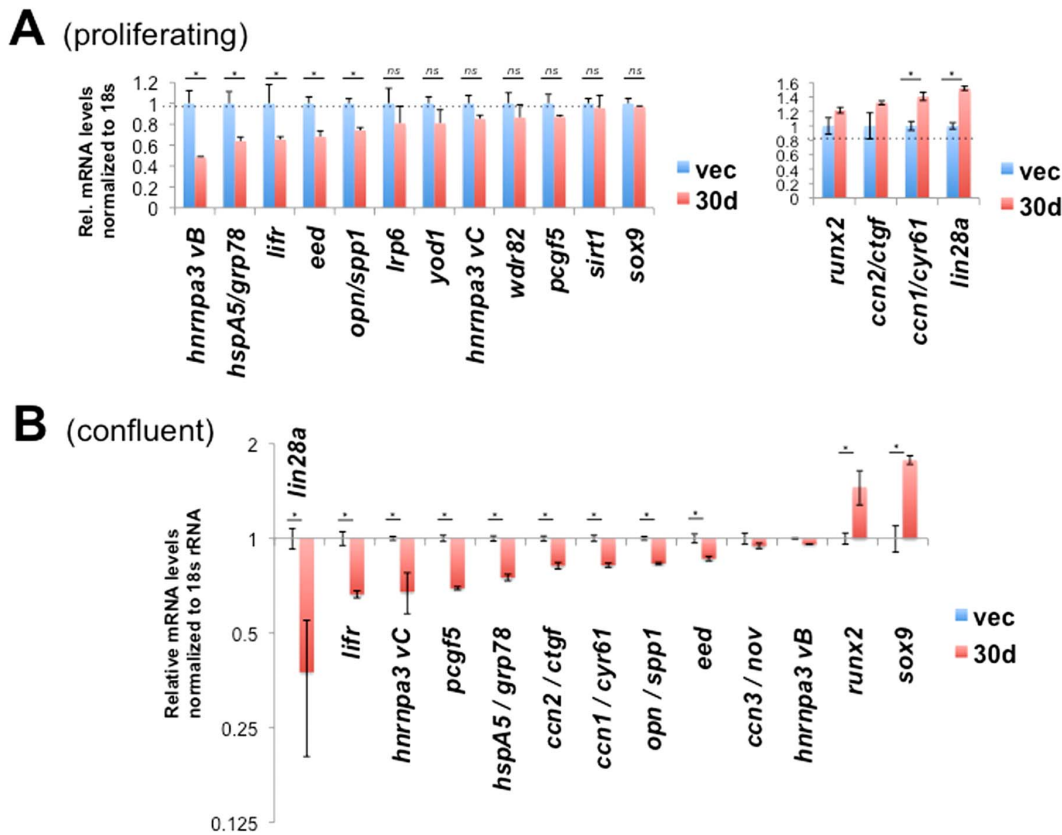 A (proliferating)
Rel. mRNA levels
normalized to 18s
1.2
1
0.8
0.6
0.4
0.2
0
* * * * * ns ns ns ns ns ns ns
hnrnpa3 vB
hspA5/grp78
lifr
eed
opn/spp1
lrp6
yod1
hnrnpa3 vC
wdr82
pcgf5
sirt1
sox9
vec
30d
1.6
1.4
1.2
1
0.8
0.6
0.4
0.2
0
* *
runx2
ccn2/ctgf
ccn1/cyr61
lin28a
vec
30d
B (confluent)
Relative mRNA levels
normalized to 18s rRNA
2
1
0.5
0.25
0.125
* * * * * * * * * * *
lin28a
lifr
hnrnpa3 vC
pcgf5
hspA5 / grp78
ccn2 / ctgf
ccn1 / cyr61
opn / spp1
eed
ccn3 / nov
hnrnpa3 vB
runx2
sox9
vec
30d